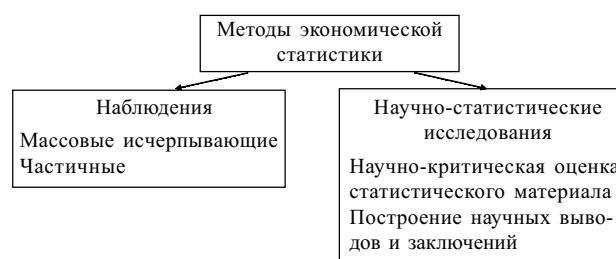 Методы экономической
статистики
Наблюдения
Массовые исчерпывающие
Частичные
Научно-статистические
исследования
Научно-критическая оценка
статистического материала
Построение научных выво-
дов и заключений